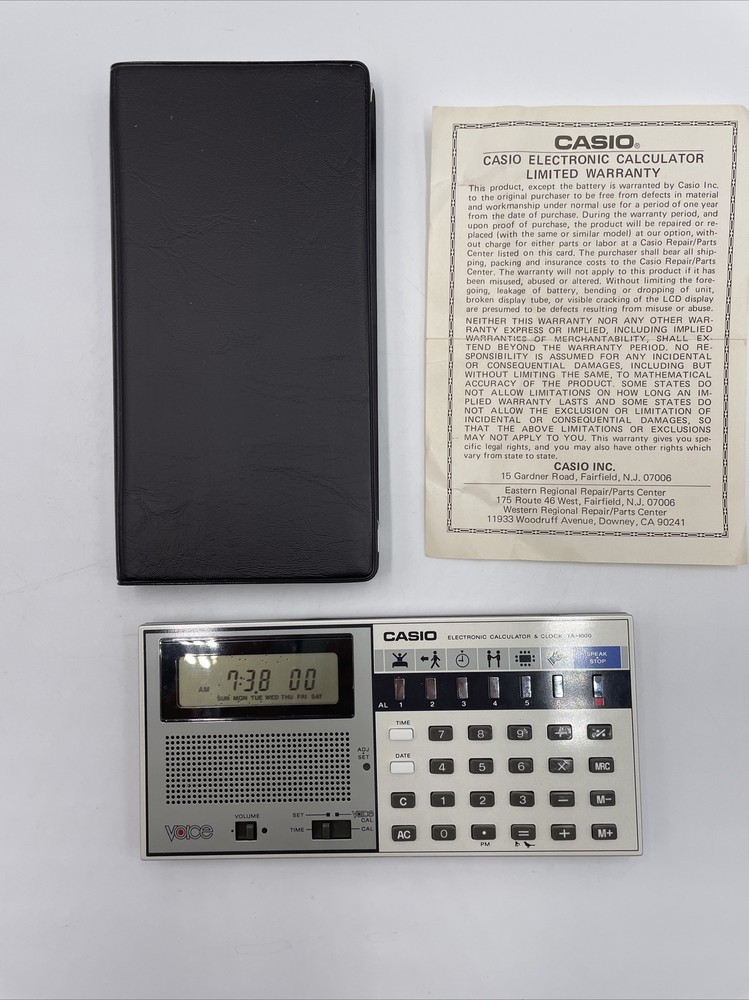 CASIO®
CASIO ELECTRONIC CALCULATOR
LIMITED WARRANTY
This product, except the battery is warranted by Casio Inc.
to the original purchaser to be free from defects in material
and workmanship under normal use for a period of one year
from the date of purchase. During the warranty period, and
upon proof of purchase, the product will be repaired or re-
placed (with the same or similar model) at our option, with-
out charge for either parts or labor at a Casio Repair/Parts
Center listed on this card. The purchaser shall bear all ship-
ping, packing and insurance costs to the Casio Repair/Parts
Center. The warranty will not apply to this product if it has
been misused, abused or altered. Without limiting the fore-
going, leakage of battery, bending or dropping of unit,
broken display tube, or visible cracking of the LCD display
are presumed to be defects resulting from misuse or abuse.
NEITHER THIS WARRANTY NOR ANY OTHER WAR-
RANTY EXPRESS OR IMPLIED, INCLUDING IMPLIED
WARRANTIES OF MERCHANTABILITY, SHALL EX-
TEND BEYOND THE WARRANTY PERIOD. NO RE-
SPONSIBILITY IS ASSUMED FOR ANY INCIDENTAL
OR CONSEQUENTIAL DAMAGES, INCLUDING BUT
WITHOUT LIMITING THE SAME, TO MATHEMATICAL
ACCURACY OF THE PRODUCT. SOME STATES DO
NOT ALLOW LIMITATIONS ON HOW LONG AN IM-
PLIED WARRANTY LASTS AND SOME STATES DO
NOT ALLOW THE EXCLUSION OR LIMITATION OF
INCIDENTAL OR CONSEQUENTIAL DAMAGES, SO
THAT THE ABOVE LIMITATIONS OR EXCLUSIONS
MAY NOT APPLY TO YOU. This warranty gives you spe-
cific legal rights, and you may also have other rights which
vary from state to state.
CASIO INC.
15 Gardner Road, Fairfield, N.J. 07006
Eastern Regional Repair/Parts Center
175 Route 46 West, Fairfield, N.J. 07006
Western Regional Repair/Parts Center
11933 Woodruff Avenue, Downey, CA 90241
CASIO ELECTRONIC CALCULATOR & CLOCK TA-1000
SPEAK
STOP
AM 7:38 00
SUN MON TUE WED THU FRI SAT
AL 1 2 3 4 5
TIME 7 8 9 +/-
ADJ
SET
DATE 4 5 6 × MRC
C 1 2 3 − M−
AC 0 • = + M+
PM
VOICE
VOLUME
SET VOICE CAL
TIME CAL